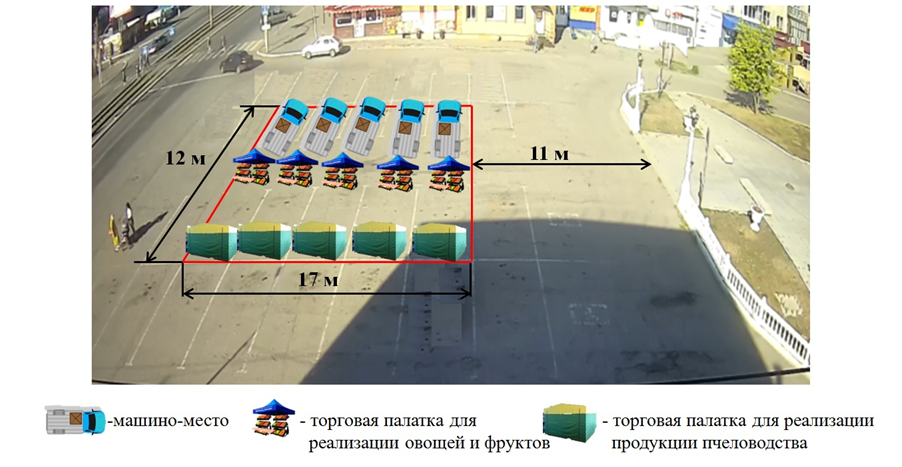 12 м
11 м
17 м
-машино-место
- торговая палатка для
реализации овощей и фруктов
- торговая палатка для реализации
продукции пчеловодства